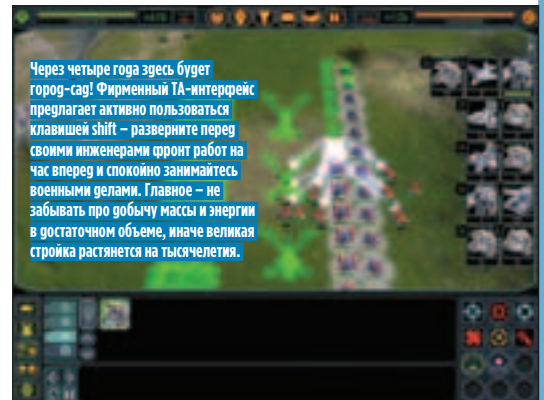 Через четыре года здесь будет
город-сад! Фирменный ТА-интерфейс
предлагает активно пользоваться
клавишей shift – разверните перед
своими инженерами фронт работ на
час вперед и спокойно занимайтесь
военными делами. Главное – не
забывать про добычу массы и энергии
в достаточном объеме, иначе великая
стройка растянется на тысячелетия.